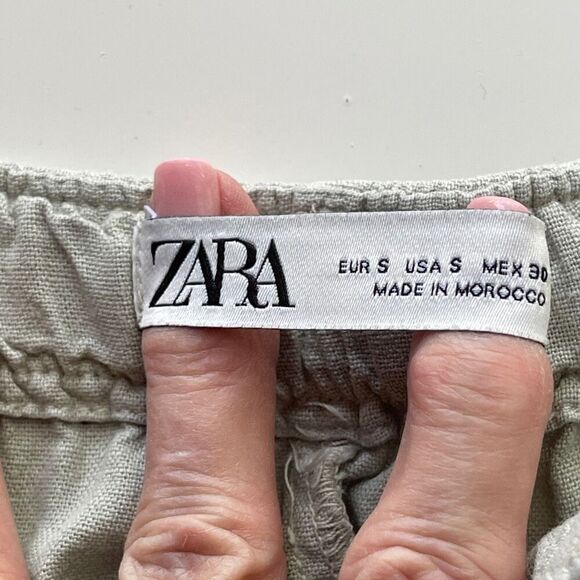 ZARA
EUR S USA S MEX 30
MADE IN MOROCCO